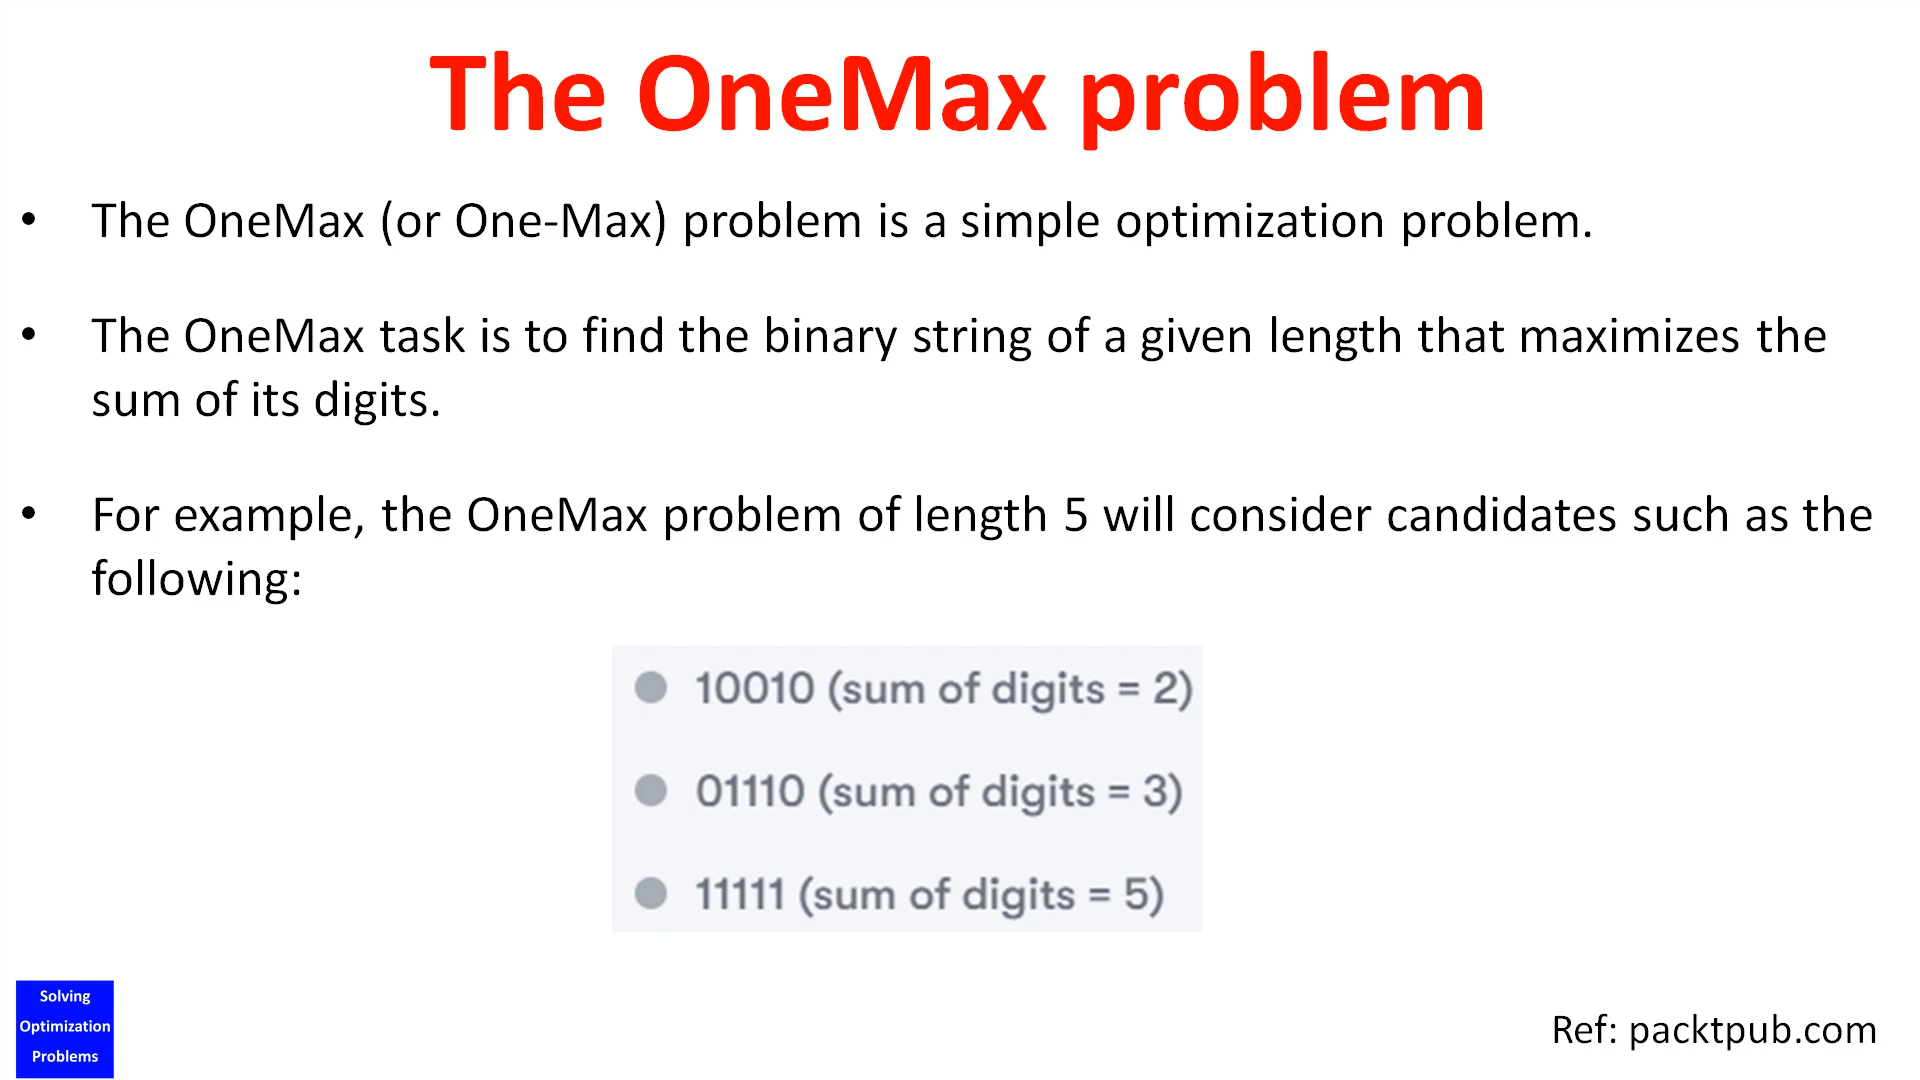 The OneMax problem
• The OneMax (or One-Max) problem is a simple optimization problem.
• The OneMax task is to find the binary string of a given length that maximizes the
sum of its digits.
• For example, the OneMax problem of length 5 will consider candidates such as the
following:
10010 (sum of digits = 2)
01110 (sum of digits = 3)
11111 (sum of digits = 5)
Solving
Optimization
Problems
Ref: packtpub.com